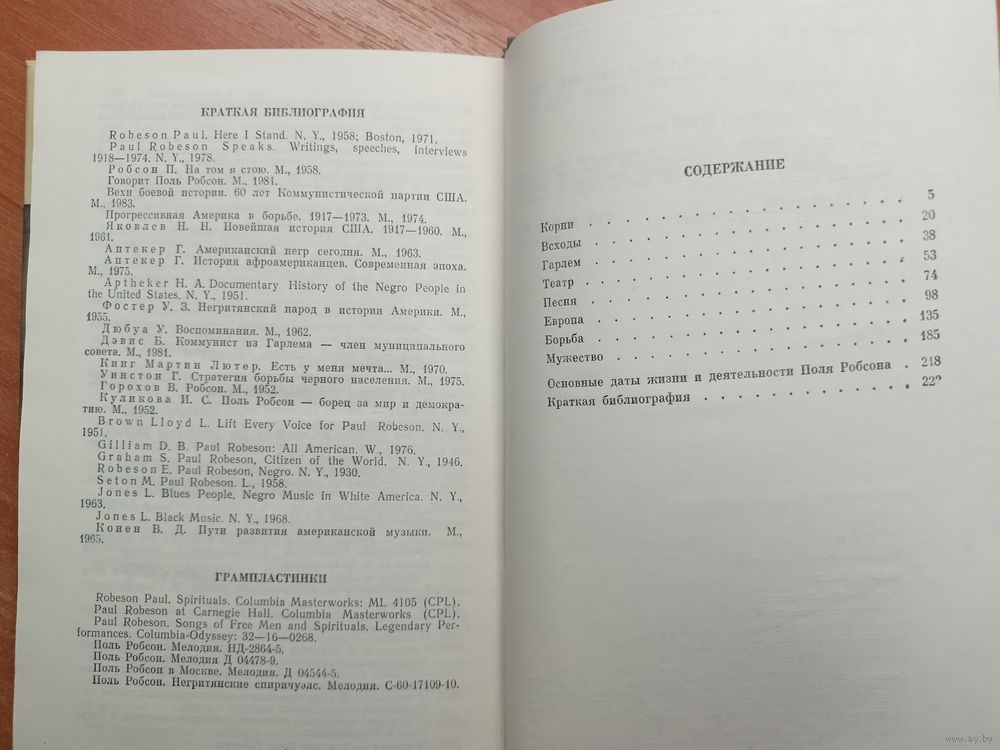 КРАТКАЯ БИБЛИОГРАФИЯ
Robeson Paul. Here I Stand. N. Y., 1958; Boston, 1971.
Paul Robeson Speaks. Writings, speeches, interviews
1918—1974. N. Y., 1978.
Робсон П. На том я стою. М., 1958.
Говорит Поль Робсон. М., 1981.
Вехи боевой истории. 60 лет Коммунистической партии США.
М., 1983.
Прогрессивная Америка в борьбе. 1917—1973. М., 1974.
Яковлев Н. Н. Новейшая история США. 1917—1960. М.,
1961.
Аптекер Г. Американский негр сегодня. М., 1963.
Аптекер Г. История афроамериканцев. Современная эпоха.
М., 1975.
Aptheker H. A. Documentary History of the Negro People in
the United States. N. Y., 1951.
Фостер У. З. Негритянский народ в истории Америки. М.,
1955.
Дюбуа У. Воспоминания. М., 1962.
Дэвис Б. Коммунист из Гарлема — член муниципального
совета. М., 1981.
Кинг Мартин Лютер. Есть у меня мечта... М., 1970.
Уинстон Г. Стратегия борьбы черного населения. М., 1975.
Горохов В. Робсон. М., 1952.
Куликова И. С. Поль Робсон — борец за мир и демокра-
тию. М., 1952.
Brown Lloyd L. Lift Every Voice for Paul Robeson. N. Y.,
1951.
Gilliam D. B. Paul Robeson: All American. W., 1976.
Graham S. Paul Robeson, Citizen of the World. N. Y., 1946.
Robeson E. Paul Robeson, Negro. N. Y., 1930.
Seton M. Paul Robeson. L., 1958.
Jones L. Blues People, Negro Music in White America. N. Y.,
1963.
Jones L. Black Music. N. Y., 1968.
Конен В. Д. Пути развития американской музыки. М.,
1965.
ГРАМПЛАСТИНКИ
Robeson Paul. Spirituals. Columbia Masterworks: ML 4105 (CPL).
Paul Robeson at Carnegie Hall. Columbia Masterworks (CPL).
Paul Robeson. Songs of Free Men and Spirituals. Legendary Per-
formances. Columbia-Odyssey: 32—16—0268.
Поль Робсон. Мелодия. НД-2864-5.
Поль Робсон. Мелодия Д 04478-9.
Поль Робсон в Москве. Мелодия. Д 04544-5.
Поль Робсон. Негритянские спиричуэлс. Мелодия. С-60-17109-10.
СОДЕРЖАНИЕ
Корни . . . . . . . . . . . . . . 5
Всходы . . . . . . . . . . . . . . 20
Гарлем . . . . . . . . . . . . . . 38
Театр . . . . . . . . . . . . . . 53
Песня . . . . . . . . . . . . . . 74
Европа . . . . . . . . . . . . . . 98
Борьба . . . . . . . . . . . . . . 135
Мужество . . . . . . . . . . . . . 185
Основные даты жизни и деятельности Поля Робсона . 218
Краткая библиография . . . . . . . . .
www.ay.by